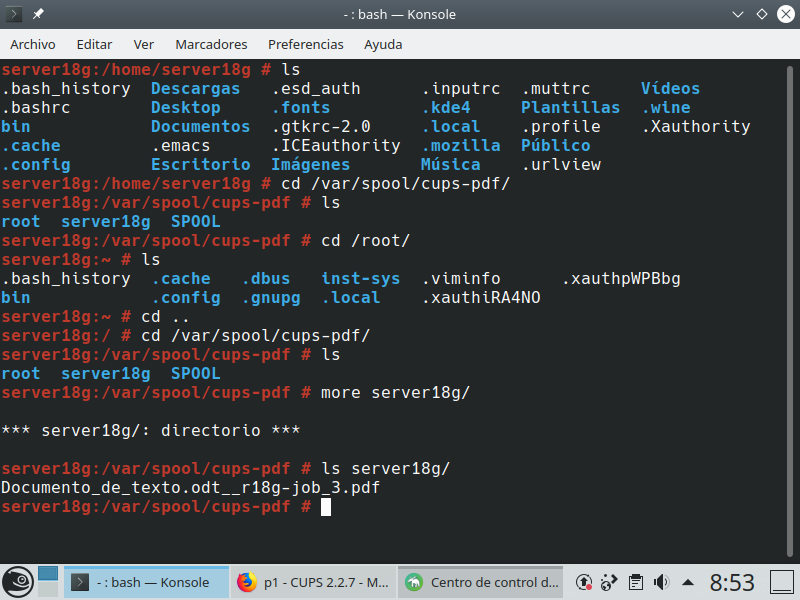 - : bash — Konsole
Archivo Editar Ver Marcadores Preferencias Ayuda
server18g:/home/server18g # ls
.bash_history Descargas .esd_auth .inputrc .muttrc Vídeos
.bashrc Desktop .fonts .kde4 Plantillas .wine
bin Documentos .gtkrc-2.0 .local .profile .Xauthority
.cache .emacs .ICEauthority .mozilla Público
.config Escritorio Imágenes Música .urlview
server18g:/home/server18g # cd /var/spool/cups-pdf/
server18g:/var/spool/cups-pdf # ls
root server18g SPOOL
server18g:/var/spool/cups-pdf # cd /root/
server18g:~ # ls
.bash_history .cache .dbus inst-sys .viminfo .xauthpWPBbg
bin .config .gnupg .local .xauthiRA4NO
server18g:~ # cd ..
server18g:/ # cd /var/spool/cups-pdf/
server18g:/var/spool/cups-pdf # ls
root server18g SPOOL
server18g:/var/spool/cups-pdf # more server18g/
*** server18g/: directorio ***
server18g:/var/spool/cups-pdf # ls server18g/
Documento_de_texto.odt__r18g-job_3.pdf
server18g:/var/spool/cups-pdf #
- : bash — Konsole p1 - CUPS 2.2.7 - M... Centro de control d... 8:53